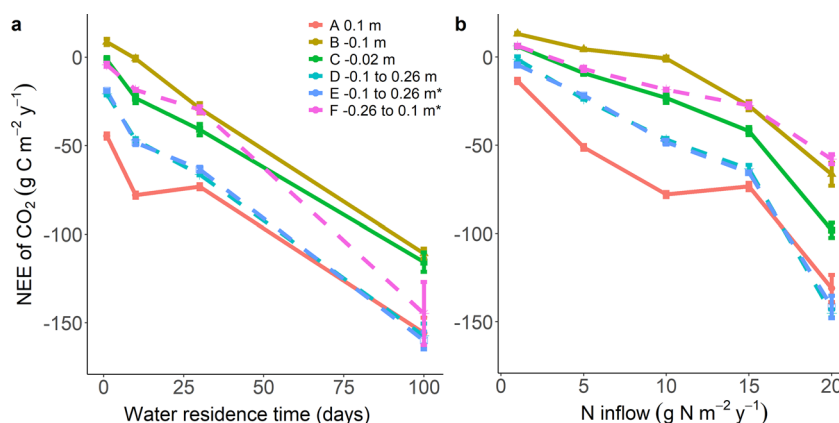 a
b
A 0.1 m
B -0.1 m
C -0.02 m
D -0.1 to 0.26 m
E -0.1 to 0.26 m*
F -0.26 to 0.1 m*
NEE of CO₂ (g C m⁻² y⁻¹)
0
-50
-100
-150
0 25 50 75 100
Water residence time (days)
0
-50
-100
-150
0 5 10 15 20
N inflow (g N m⁻² y⁻¹)